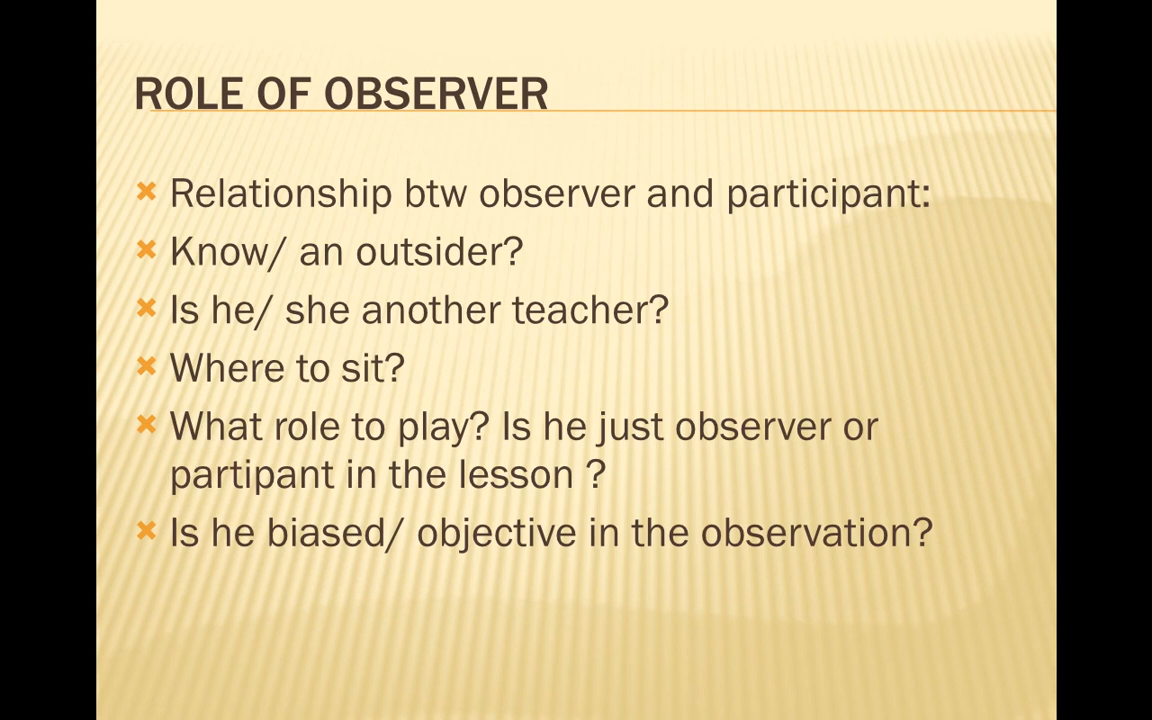 ROLE OF OBSERVER
Relationship btw observer and participant:
Know/ an outsider?
Is he/ she another teacher?
Where to sit?
What role to play? Is he just observer or
partipant in the lesson ?
Is he biased/ objective in the observation?